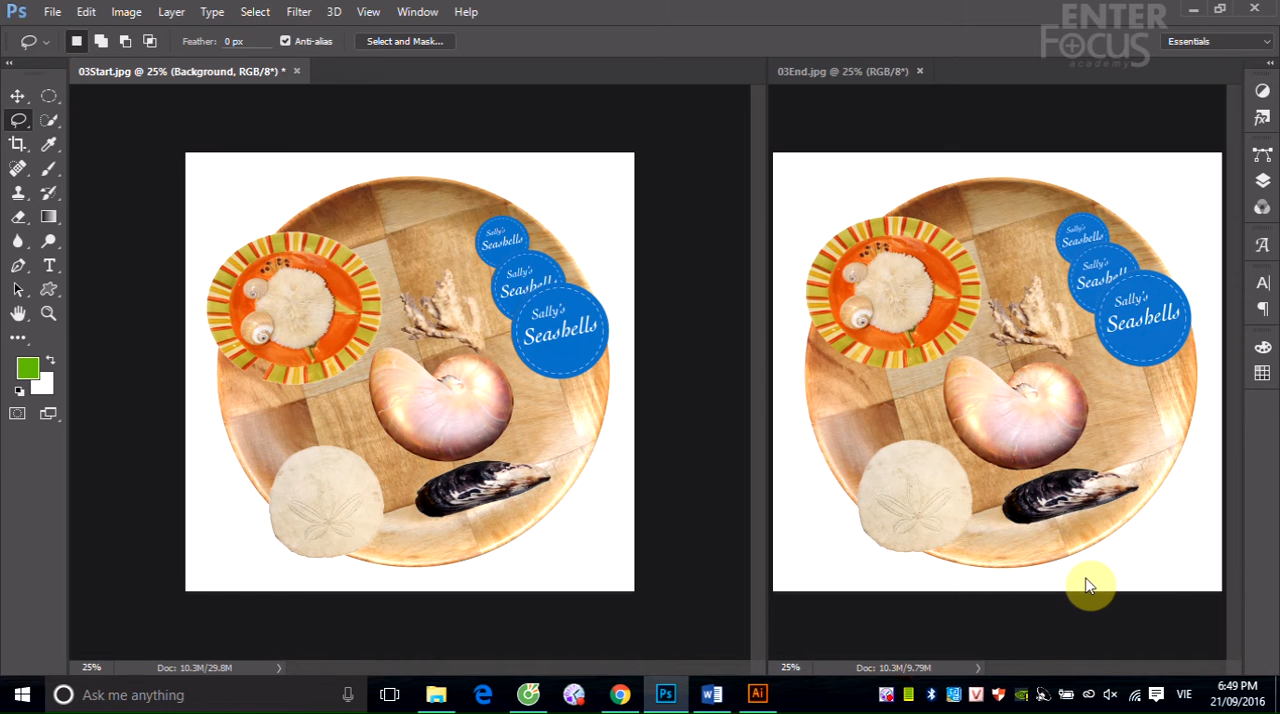 Ps File Edit Image Layer Type Select Filter 3D View Window Help
ENTER
FOCUS
academy
Feather: 0 px Anti-alias Select and Mask... Essentials
03Start.jpg @ 25% (Background, RGB/8*) * 03End.jpg @ 25% (RGB/8*)
Sally's
Seashells
Sally's
Seashells
Sally's
Seashells
Sally's
Seashells
Sally's
Seashells
Sally's
Seashells
25% Doc: 10.3M/29.8M 25% Doc: 10.3M/9.79M
Ask me anything Ps Ai VIE
6:49 PM
21/09/2016